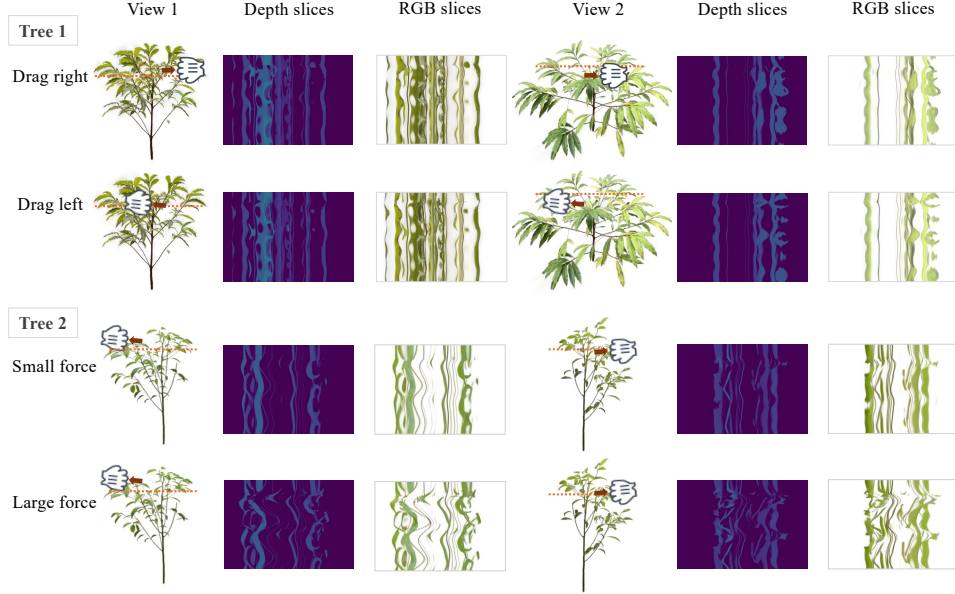 View 1 Depth slices RGB slices View 2 Depth slices RGB slices
Tree 1
Drag right
Drag left
Tree 2
Small force
Large force